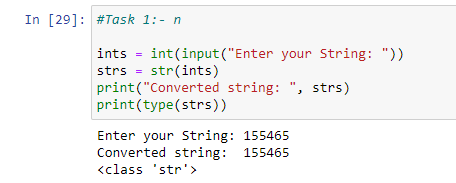 In [29]: #Task 1:- n
ints = int(input("Enter your String: "))
strs = str(ints)
print("Converted string: ", strs)
print(type(strs))
Enter your String: 155465
Converted string:  155465
<class 'str'>